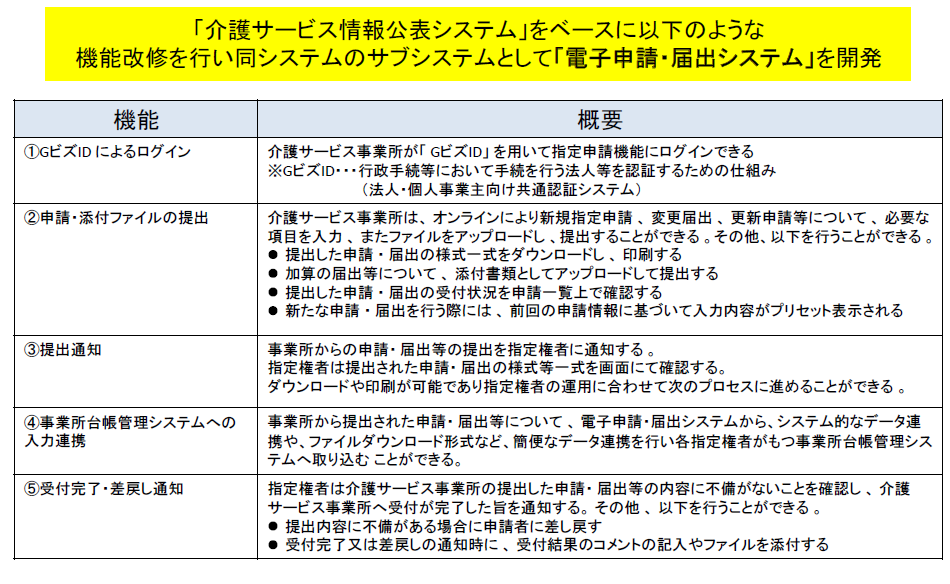 「介護サービス情報公表システム」をベースに以下のような
機能改修を行い同システムのサブシステムとして「電子申請・届出システム」を開発
機能
概要
①GビズID によるログイン
介護サービス事業所が「 GビズID」 を用いて指定申請機能にログインできる
※GビズID・・・行政手続等において手続を行う法人等を認証するための仕組み
（法人・個人事業主向け共通認証システム）
②申請・添付ファイルの提出
介護サービス事業所は、オンラインにより新規指定申請 、変更届出 、更新申請等について 、必要な
項目を入力 、またファイルをアップロードし 、提出することができる 。その他、以下を行うことができる 。
● 提出した申請・届出の様式一式をダウンロードし 、印刷する
● 加算の届出等について 、添付書類としてアップロードして提出する
● 提出した申請・届出の受付状況を申請一覧上で確認する
● 新たな申請・届出を行う際には 、前回の申請情報に基づいて入力内容がプリセット表示される
③提出通知
事業所からの申請・届出等の提出を指定権者に通知する 。
指定権者は提出された申請・届出の様式等一式を画面にて確認する。
ダウンロードや印刷が可能であり指定権者の運用に合わせて次のプロセスに進めることができる 。
④事業所台帳管理システムへの
入力連携
事業所から提出された申請・届出等について 、電子申請・届出システムから、システム的なデータ連
携や、ファイルダウンロード形式など、簡便なデータ連携を行い各指定権者がもつ事業所台帳管理シス
テムへ取り込む ことができる。
⑤受付完了・差戻し通知
指定権者は介護サービス事業所の提出した申請・届出等の内容に不備がないことを確認し 、介護
サービス事業所へ受付が完了した旨を通知する。その他 、以下を行うことができる 。
● 提出内容に不備がある場合に申請者に差し戻す
● 受付完了又は差戻しの通知時に 、受付結果のコメントの記入やファイルを添付する